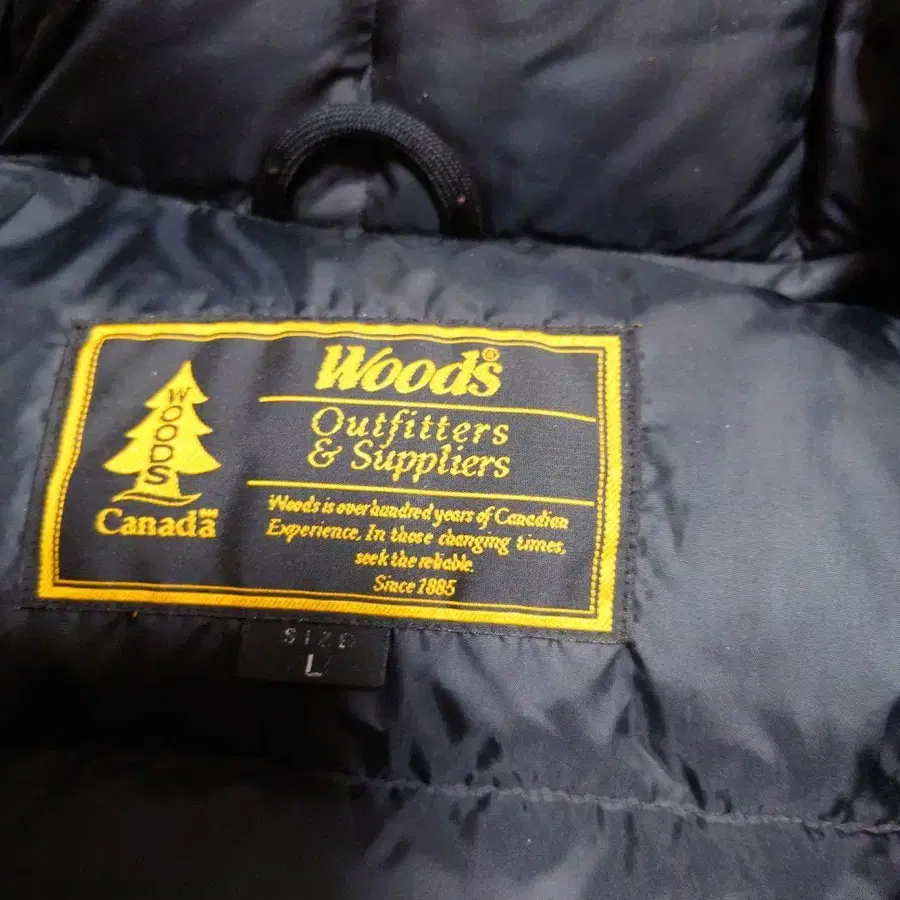 WOODS
Canada
Woods®
Outfitters
& Suppliers
Woods is over hundred years of Canadian
Experience. In those changing times,
seek the reliable.
Since 1885
SIZE
L